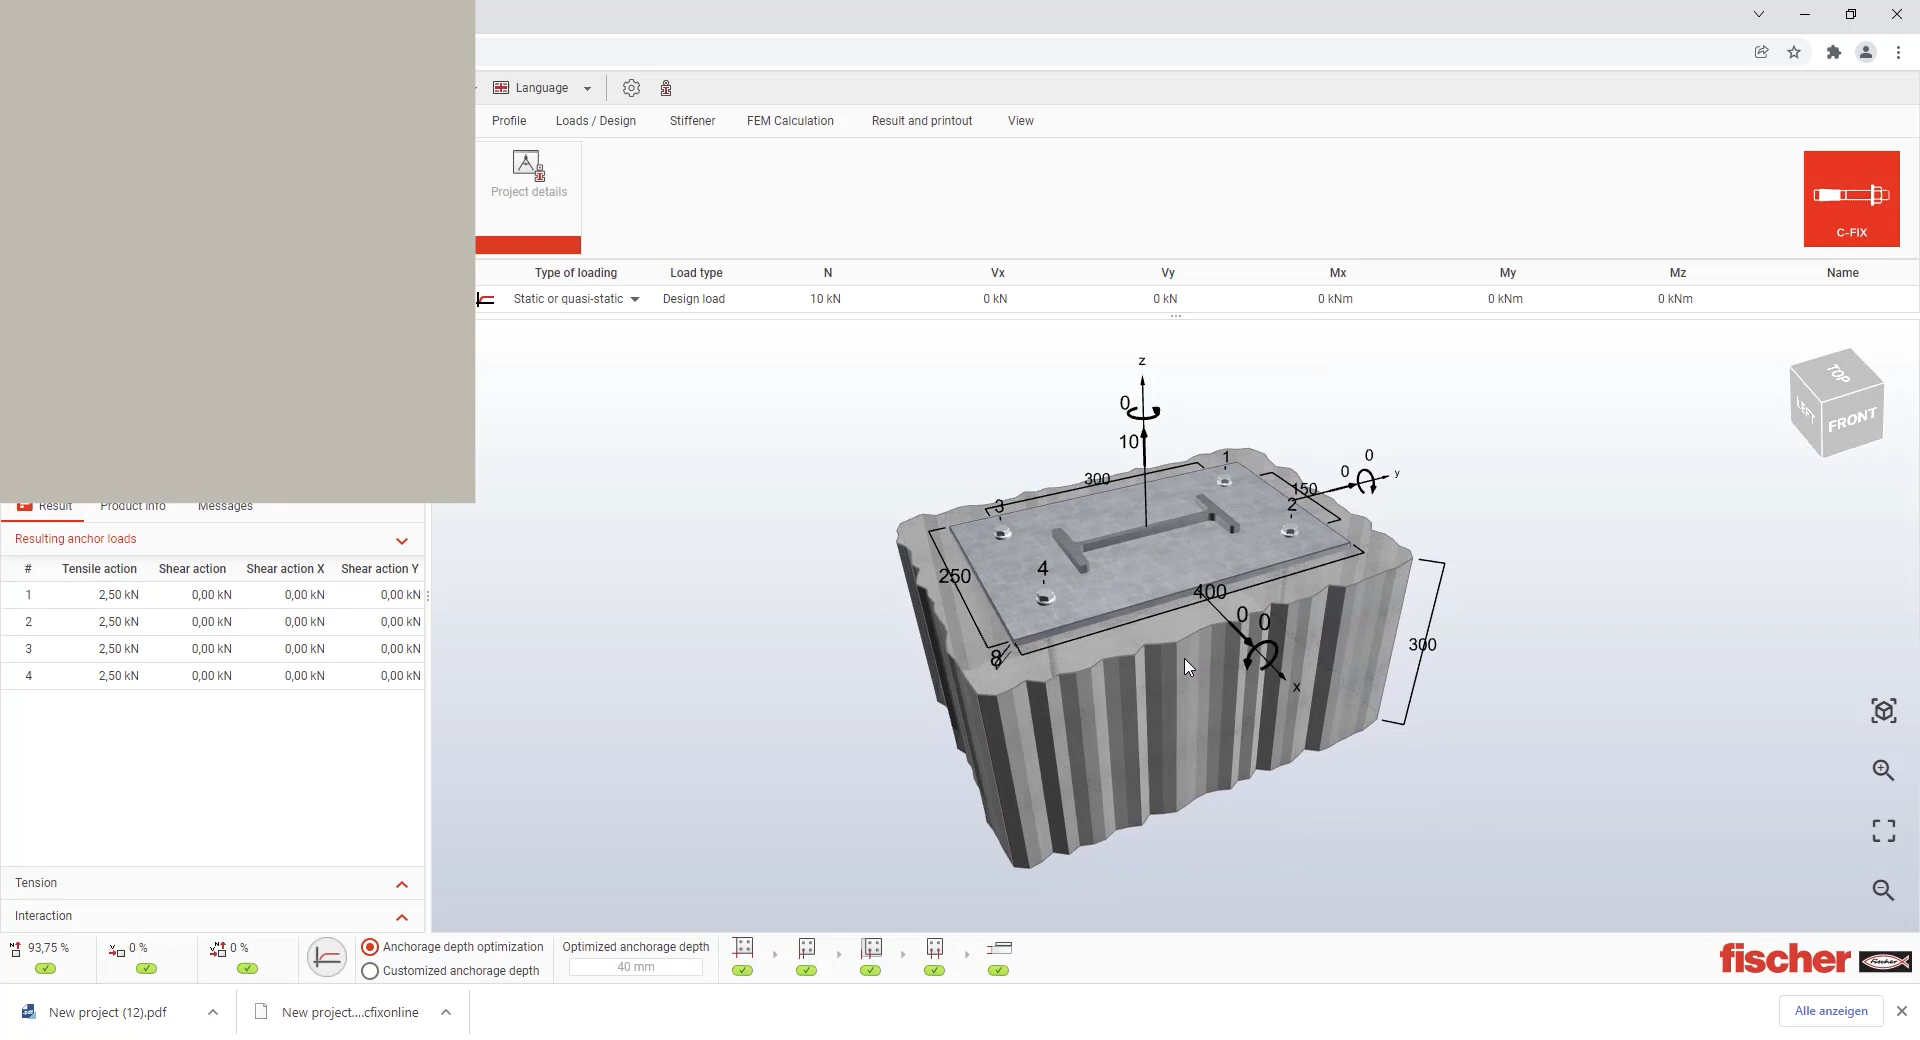 Language
Profile Loads / Design Stiffener FEM Calculation Result and printout View
Project details
C-FIX
Type of loading Load type N Vx Vy Mx My Mz Name
Static or quasi-static Design load 10 kN 0 kN 0 kN 0 kNm 0 kNm 0 kNm
...
z
0
10
1
0
0
y
300
150
2
3
4
250
400
0
0
300
8
x
TOP
LEFT
FRONT
Result Product info Messages
Resulting anchor loads
# Tensile action Shear action Shear action X Shear action Y
1 2,50 kN 0,00 kN 0,00 kN 0,00 kN
2 2,50 kN 0,00 kN 0,00 kN 0,00 kN
3 2,50 kN 0,00 kN 0,00 kN 0,00 kN
4 2,50 kN 0,00 kN 0,00 kN 0,00 kN
Tension
Interaction
N 93,75 % V 0 % VN 0 %
Anchorage depth optimization
Customized anchorage depth
Optimized anchorage depth
40 mm
fischer
fischer
New project (12).pdf New project....cfixonline Alle anzeigen